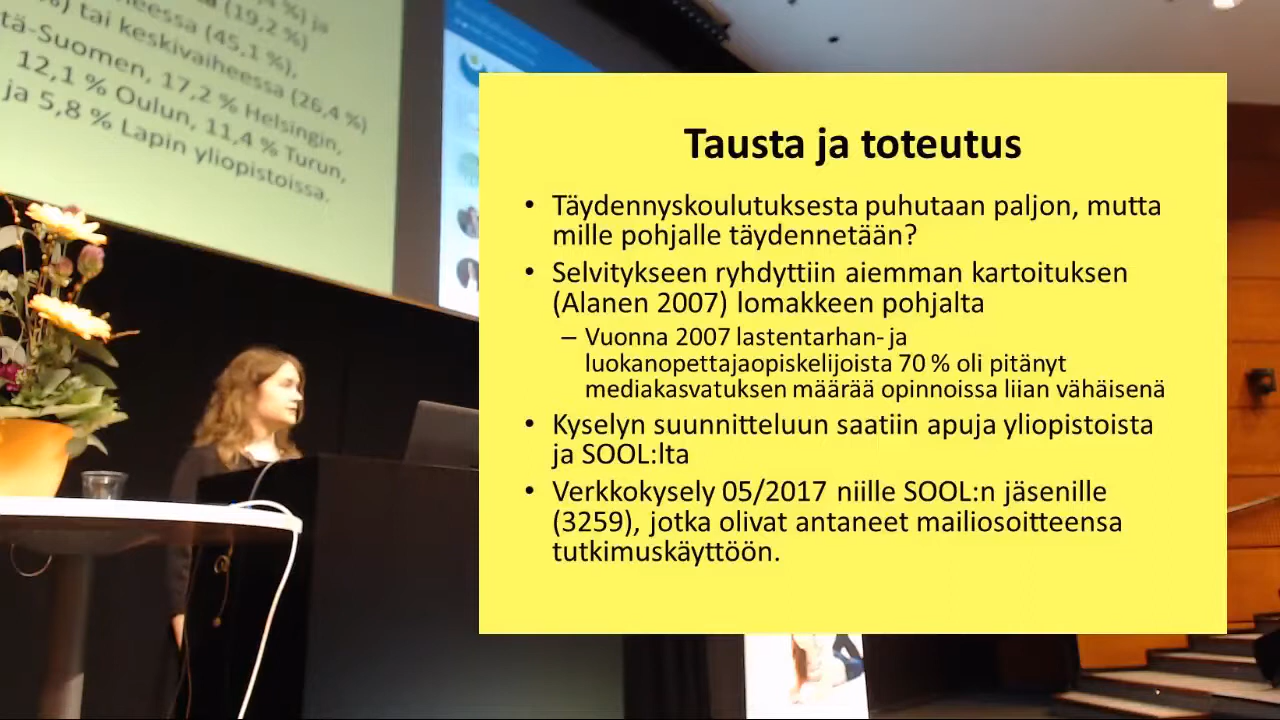 (19,2 %)
(45,1 %),
tai keskivaiheessa (26,4 %)
tä-Suomen, 17,2 % Helsingin,
12,1 % Oulun, 11,4 % Turun,
ja 5,8 % Lapin yliopistoissa.
Tausta ja toteutus
• Täydennyskoulutuksesta puhutaan paljon, mutta
mille pohjalle täydennetään?
• Selvitykseen ryhdyttiin aiemman kartoituksen
(Alanen 2007) lomakkeen pohjalta
– Vuonna 2007 lastentarhan- ja
luokanopettajaopiskelijoista 70 % oli pitänyt
mediakasvatuksen määrää opinnoissa liian vähäisenä
• Kyselyn suunnitteluun saatiin apuja yliopistoista
ja SOOL:lta
• Verkkokysely 05/2017 niille SOOL:n jäsenille
(3259), jotka olivat antaneet mailiosoitteensa
tutkimuskäyttöön.